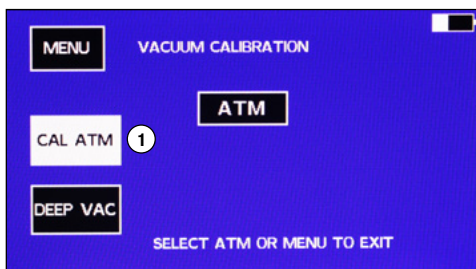 MENU
VACUUM CALIBRATION
ATM
CAL ATM
1
DEEP VAC
SELECT ATM OR MENU TO EXIT